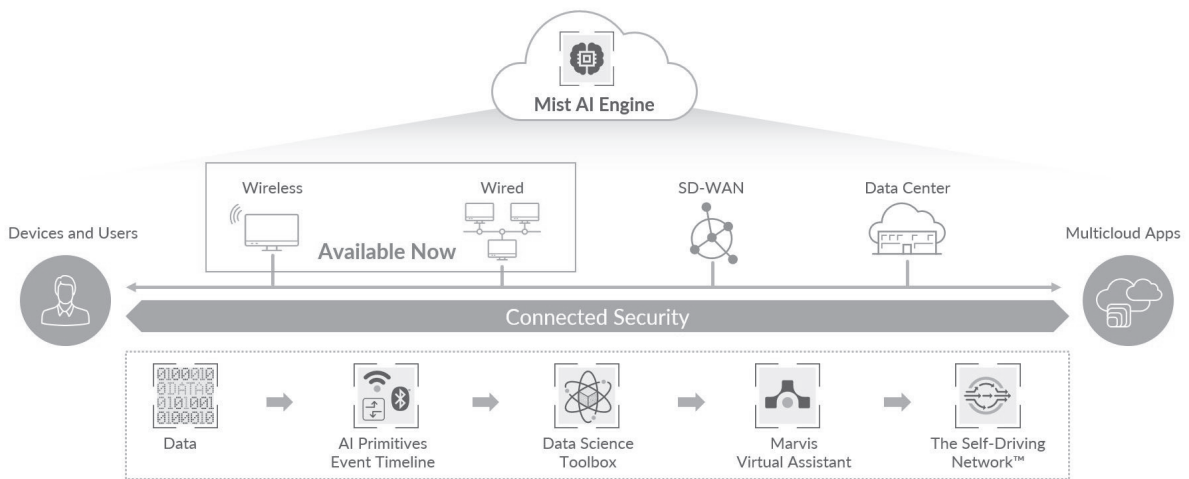 Mist AI Engine
Wireless
Wired
SD-WAN
Data Center
Devices and Users
Available Now
Multicloud Apps
Connected Security
0100010
0DATA0
0101001
0100010
Data
AI Primitives
Event Timeline
Data Science
Toolbox
Marvis
Virtual Assistant
The Self-Driving
Network™